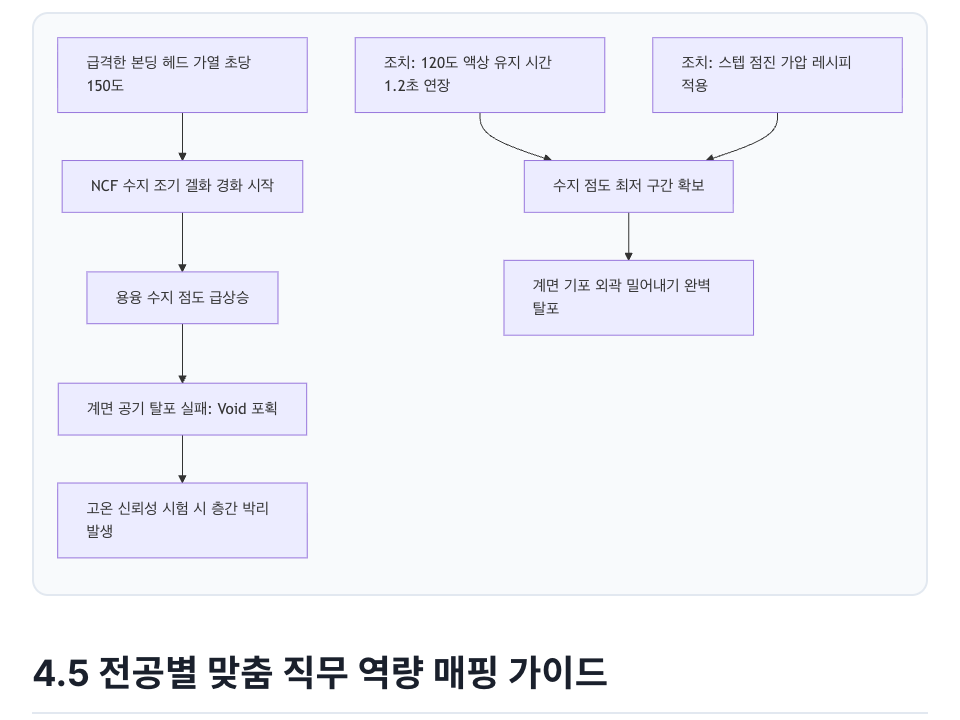 급격한 본딩 헤드 가열 초당
150도
조치: 120도 액상 유지 시간
1.2초 연장
조치: 스텝 점진 가압 레시피
적용
NCF 수지 조기 겔화 경화 시작
수지 점도 최저 구간 확보
용융 수지 점도 급상승
계면 기포 외곽 밀어내기 완벽
탈포
계면 공기 탈포 실패: Void 포획
고온 신뢰성 시험 시 층간 박리
발생
4.5 전공별 맞춤 직무 역량 매핑 가이드